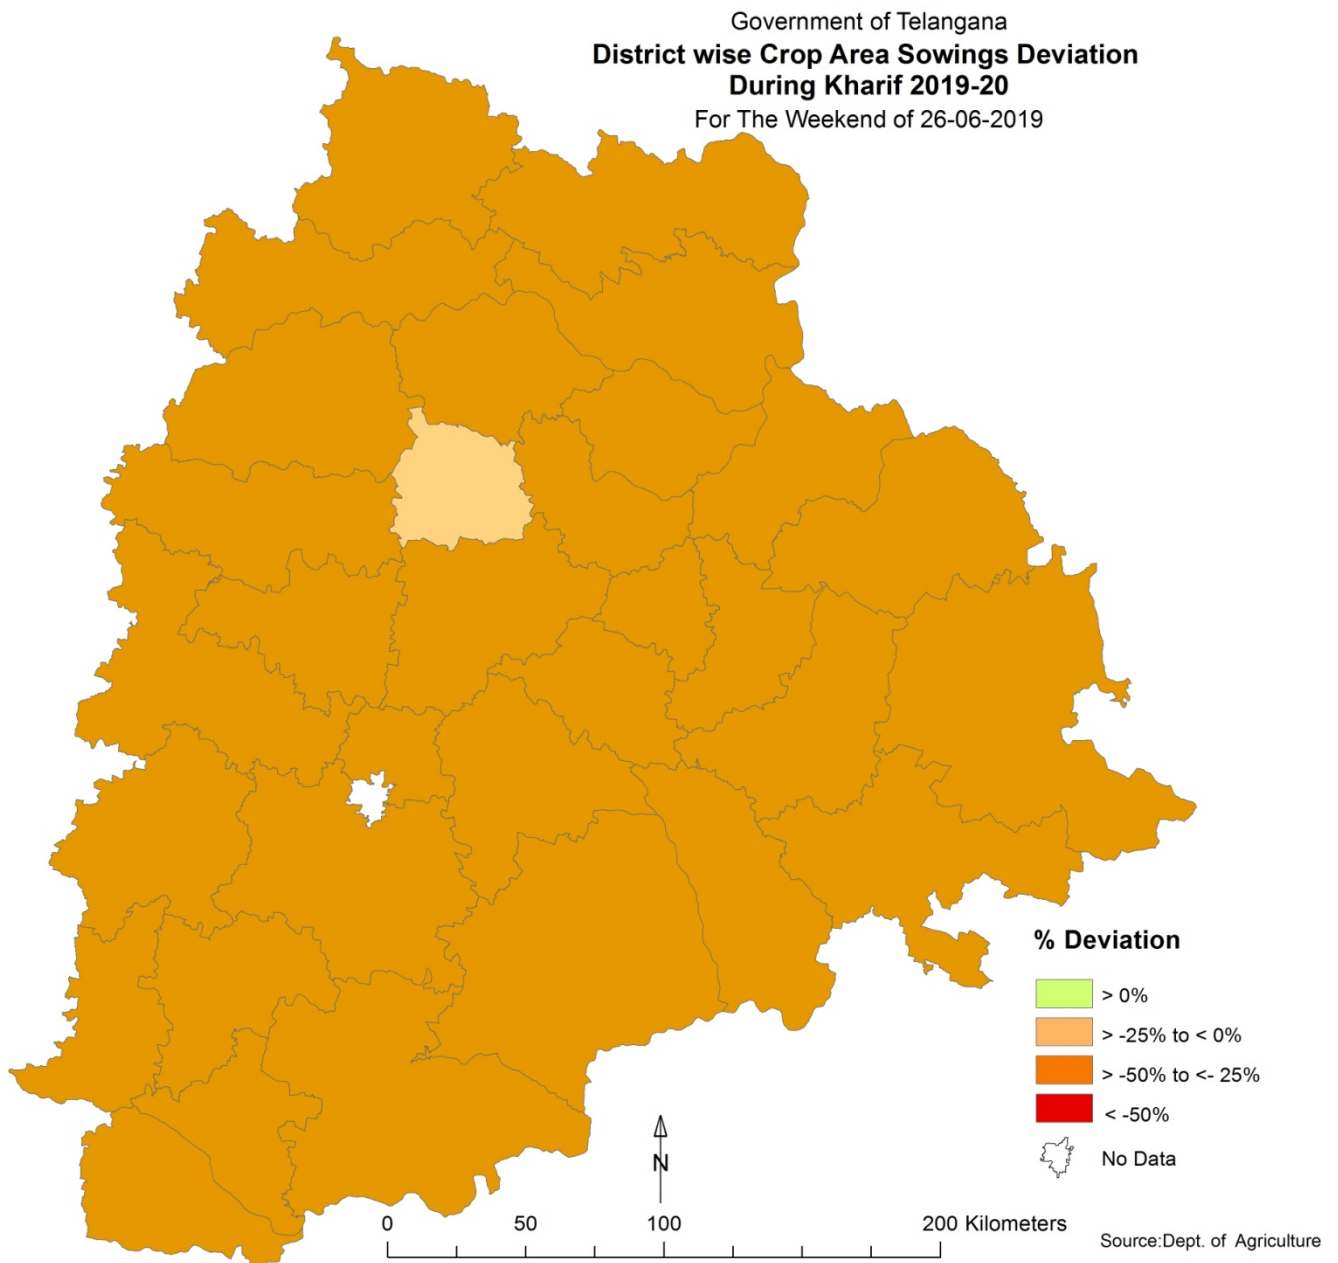 Government of Telangana
District wise Crop Area Sowings Deviation
During Kharif 2019-20
For The Weekend of 26-06-2019
% Deviation
> 0%
> -25% to < 0%
> -50% to <- 25%
< -50%
No Data
N
0 50 100 200 Kilometers
Source:Dept. of Agriculture